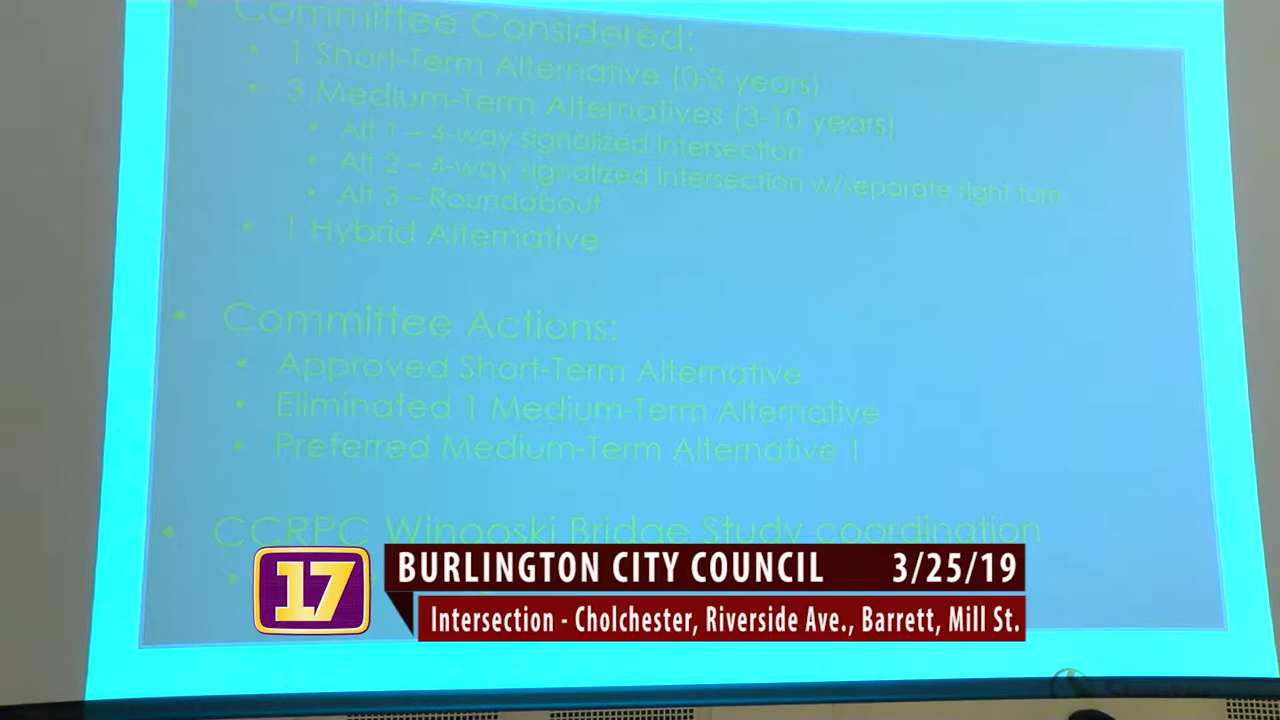 • Committee Considered:
• 1 Short-Term Alternative (0-3 years)
• 3 Medium-Term Alternatives (3-10 years)
• Alt 1 – 4-way signalized intersection
• Alt 2 – 4-way signalized intersection w/separate right turn
• Alt 3 – Roundabout
• 1 Hybrid Alternative
• Committee Actions:
• Approved Short-Term Alternative
• Eliminated 1 Medium-Term Alternative
• Preferred Medium-Term Alternative 1
• CCRPC Winooski Bridge Study coordination
17
BURLINGTON CITY COUNCIL 3/25/19
Intersection - Cholchester, Riverside Ave., Barrett, Mill St.